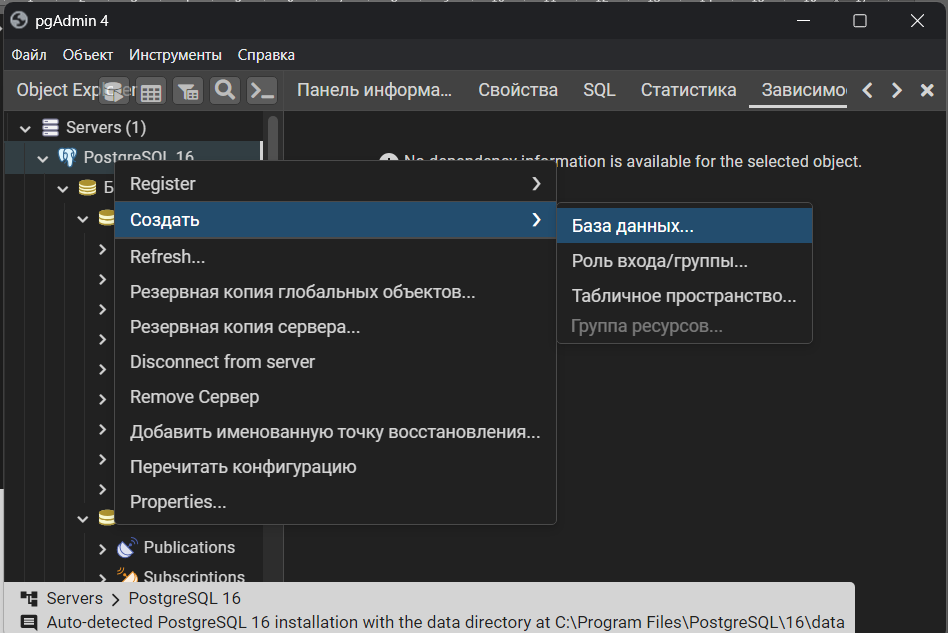 pgAdmin 4
Файл Объект Инструменты Справка
Object Explorer Панель информа... Свойства SQL Статистика Зависимо
Servers (1)
PostgreSQL 16
No dependency information is available for the selected object.
Register
Создать
База данных...
Роль входа/группы...
Табличное пространство...
Группа ресурсов...
Refresh...
Резервная копия глобальных объектов...
Резервная копия сервера...
Disconnect from server
Remove Сервер
Добавить именованную точку восстановления...
Перечитать конфигурацию
Properties...
Publications
Subscriptions
Servers > PostgreSQL 16
Auto-detected PostgreSQL 16 installation with the data directory at C:\Program Files\PostgreSQL\16\data